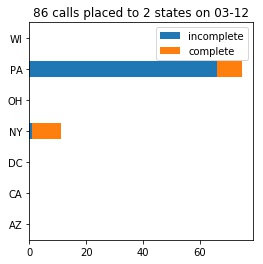 86 calls placed to 2 states on 03-12
incomplete
complete
WI
PA
OH
NY
DC
CA
AZ
0 20 40 60